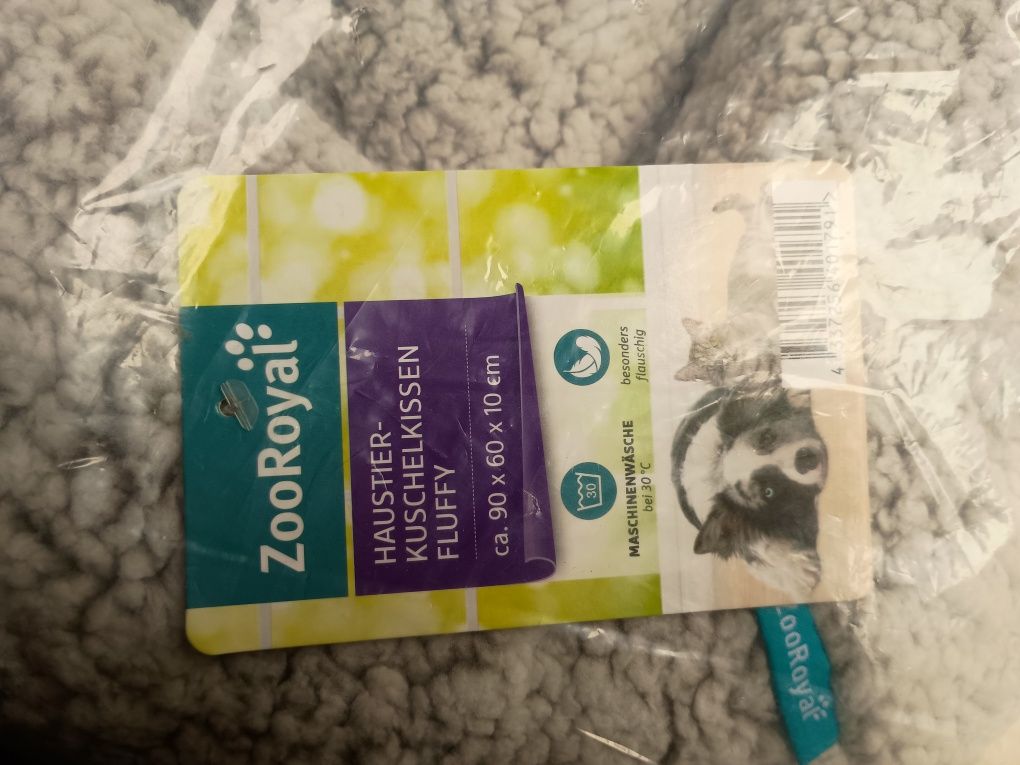 ZooRoyal
HAUSTIER-
KUSCHELKISSEN
FLUFFY
ca. 90 x 60 x 10 cm
30
MASCHINENWÄSCHE
bei 30 °C
besonders
flauschig
ZooRoyal